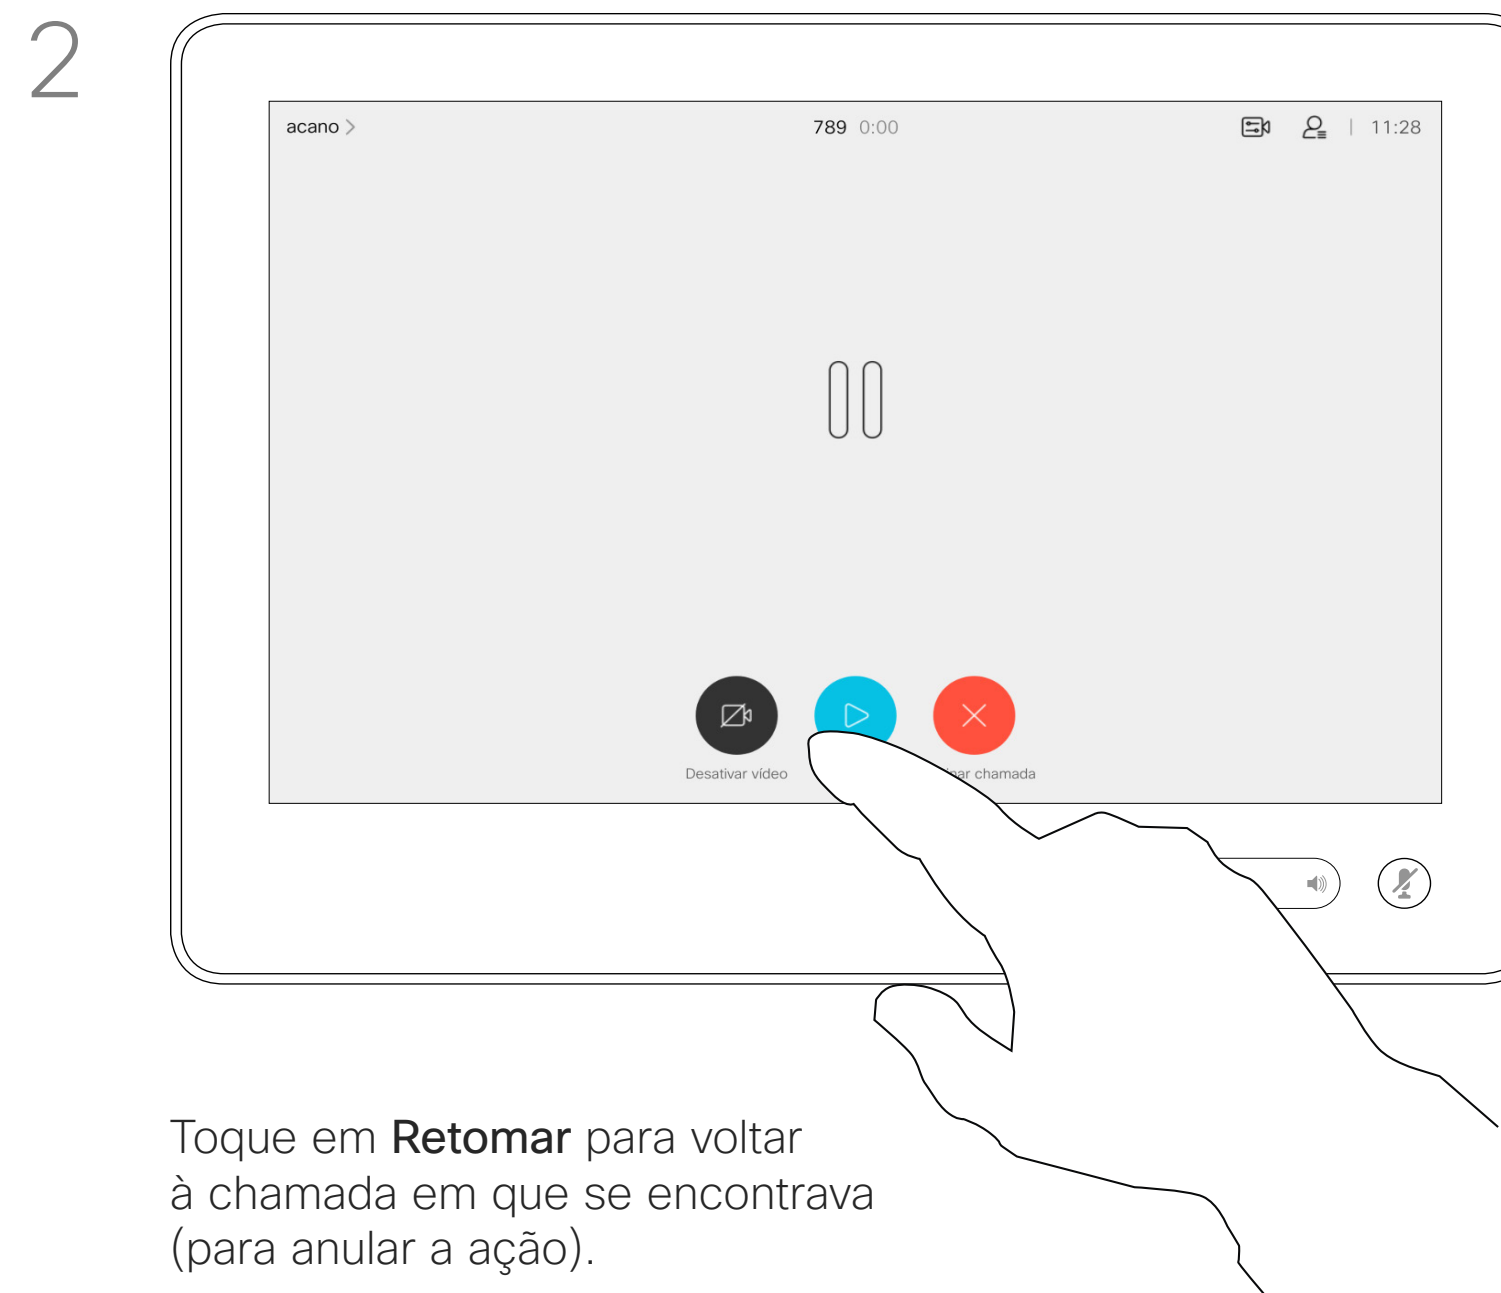 2
acano
789 0:00
11:28
Desativar vídeo
chamada
Toque em Retomar para voltar
à chamada em que se encontrava
(para anular a ação).